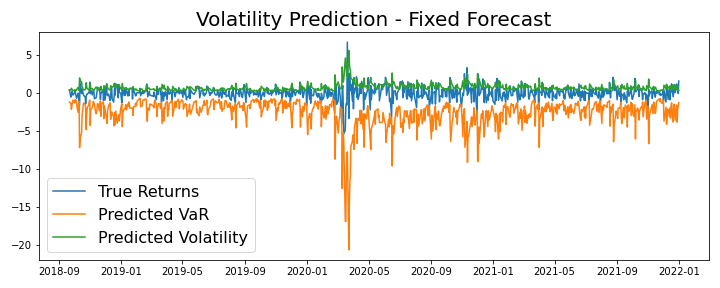 Volatility Prediction - Fixed Forecast
5
0
−5
−10
−15
−20
True Returns
Predicted VaR
Predicted Volatility
2018-09 2019-01 2019-05 2019-09 2020-01 2020-05 2020-09 2021-01 2021-05 2021-09 2022-01